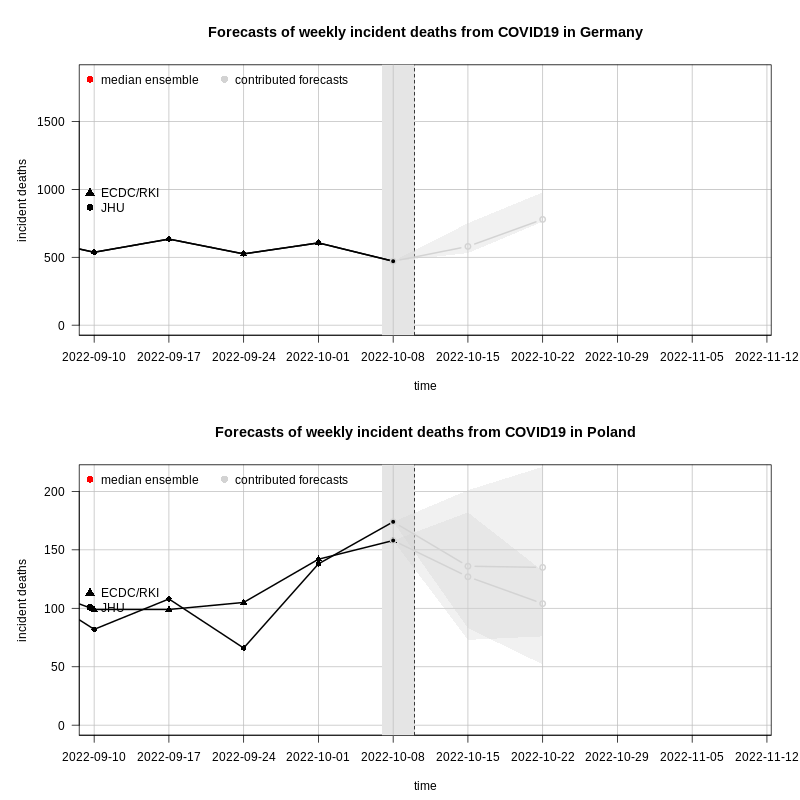 Forecasts of weekly incident deaths from COVID19 in Germany
median ensemble contributed forecasts
1500
1000
ECDC/RKI
JHU
500
0
incident deaths
2022-09-10 2022-09-17 2022-09-24 2022-10-01 2022-10-08 2022-10-15 2022-10-22 2022-10-29 2022-11-05 2022-11-12
time
Forecasts of weekly incident deaths from COVID19 in Poland
median ensemble contributed forecasts
200
150
ECDC/RKI
JHU
100
50
0
incident deaths
2022-09-10 2022-09-17 2022-09-24 2022-10-01 2022-10-08 2022-10-15 2022-10-22 2022-10-29 2022-11-05 2022-11-12
time